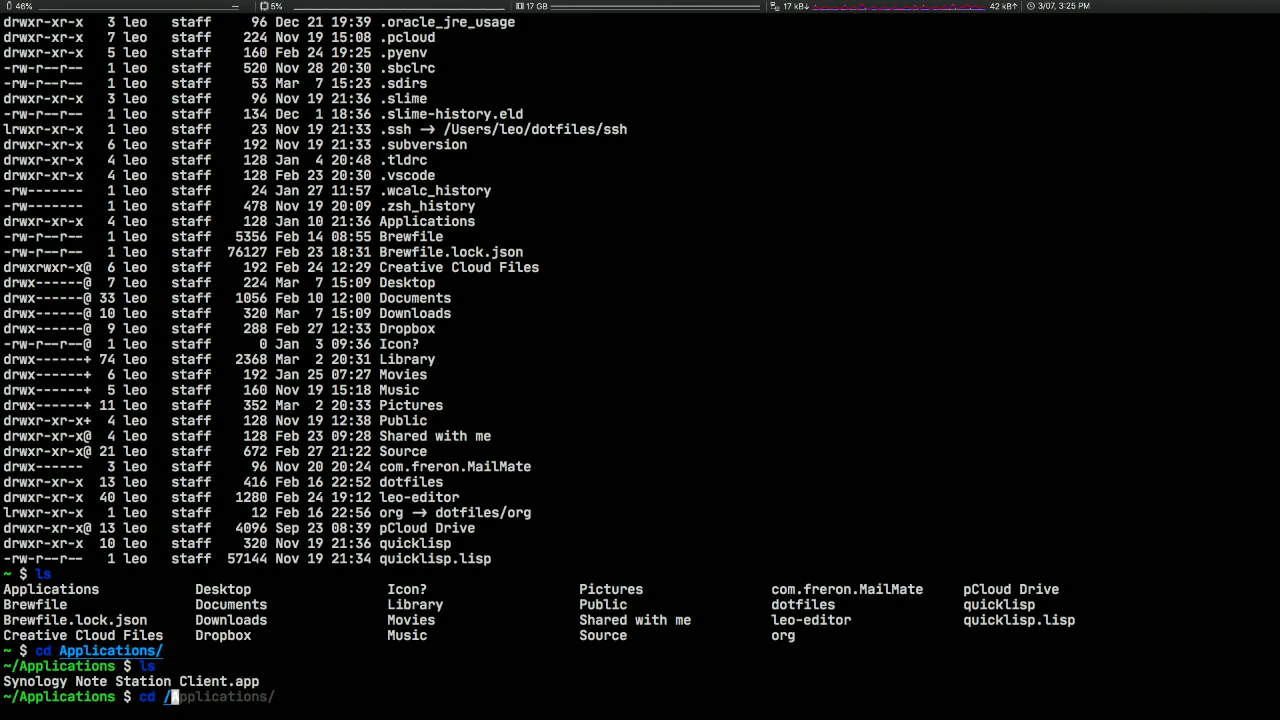 46% 5% 17 GB 17 kB↓ 42 kB↑ 3/07, 3:25 PM
drwxr-xr-x 3 leo staff 96 Dec 21 19:39 .oracle_jre_usage
drwxr-xr-x 7 leo staff 224 Nov 19 15:08 .pcloud
drwxr-xr-x 5 leo staff 160 Feb 24 19:25 .pyenv
-rw-r--r-- 1 leo staff 520 Nov 28 20:30 .sbclrc
-rw-r--r-- 1 leo staff 53 Mar 7 15:23 .sdirs
drwxr-xr-x 3 leo staff 96 Nov 19 21:36 .slime
-rw-r--r-- 1 leo staff 134 Dec 1 18:36 .slime-history.eld
lrwxr-xr-x 1 leo staff 23 Nov 19 21:33 .ssh -> /Users/leo/dotfiles/ssh
drwxr-xr-x 6 leo staff 192 Nov 19 21:33 .subversion
drwxr-xr-x 4 leo staff 128 Jan 4 20:48 .tldrc
drwxr-xr-x 4 leo staff 128 Feb 23 20:30 .vscode
-rw------- 1 leo staff 24 Jan 27 11:57 .wcalc_history
-rw------- 1 leo staff 478 Nov 19 20:09 .zsh_history
drwxr-xr-x 4 leo staff 128 Jan 10 21:36 Applications
-rw-r--r-- 1 leo staff 5356 Feb 14 08:55 Brewfile
-rw-r--r-- 1 leo staff 76127 Feb 23 18:31 Brewfile.lock.json
drwxrwxr-x@ 6 leo staff 192 Feb 24 12:29 Creative Cloud Files
drwx------@ 7 leo staff 224 Mar 7 15:09 Desktop
drwx------@ 33 leo staff 1056 Feb 10 12:00 Documents
drwx------@ 10 leo staff 320 Mar 7 15:09 Downloads
drwx------@ 9 leo staff 288 Feb 27 12:33 Dropbox
-rw-r--r--@ 1 leo staff 0 Jan 3 09:36 Icon?
drwx------+ 74 leo staff 2368 Mar 2 20:31 Library
drwx------+ 6 leo staff 192 Jan 25 07:27 Movies
drwx------+ 5 leo staff 160 Nov 19 15:18 Music
drwx------+ 11 leo staff 352 Mar 2 20:33 Pictures
drwxr-xr-x+ 4 leo staff 128 Nov 19 12:38 Public
drwxr-xr-x@ 4 leo staff 128 Feb 23 09:28 Shared with me
drwxr-xr-x@ 21 leo staff 672 Feb 27 21:22 Source
drwx------ 3 leo staff 96 Nov 20 20:24 com.freron.MailMate
drwxr-xr-x 13 leo staff 416 Feb 16 22:52 dotfiles
drwxr-xr-x 40 leo staff 1280 Feb 24 19:12 leo-editor
lrwxr-xr-x 1 leo staff 12 Feb 16 22:56 org -> dotfiles/org
drwxr-xr-x@ 13 leo staff 4096 Sep 23 08:39 pCloud Drive
drwxr-xr-x 10 leo staff 320 Nov 19 21:36 quicklisp
-rw-r--r-- 1 leo staff 57144 Nov 19 21:34 quicklisp.lisp
~ $ ls
Applications Desktop Icon? Pictures com.freron.MailMate pCloud Drive
Brewfile Documents Library Public dotfiles quicklisp
Brewfile.lock.json Downloads Movies Shared with me leo-editor quicklisp.lisp
Creative Cloud Files Dropbox Music Source org
~ $ cd Applications/
~/Applications $ ls
Synology Note Station Client.app
~/Applications $ cd /Applications/